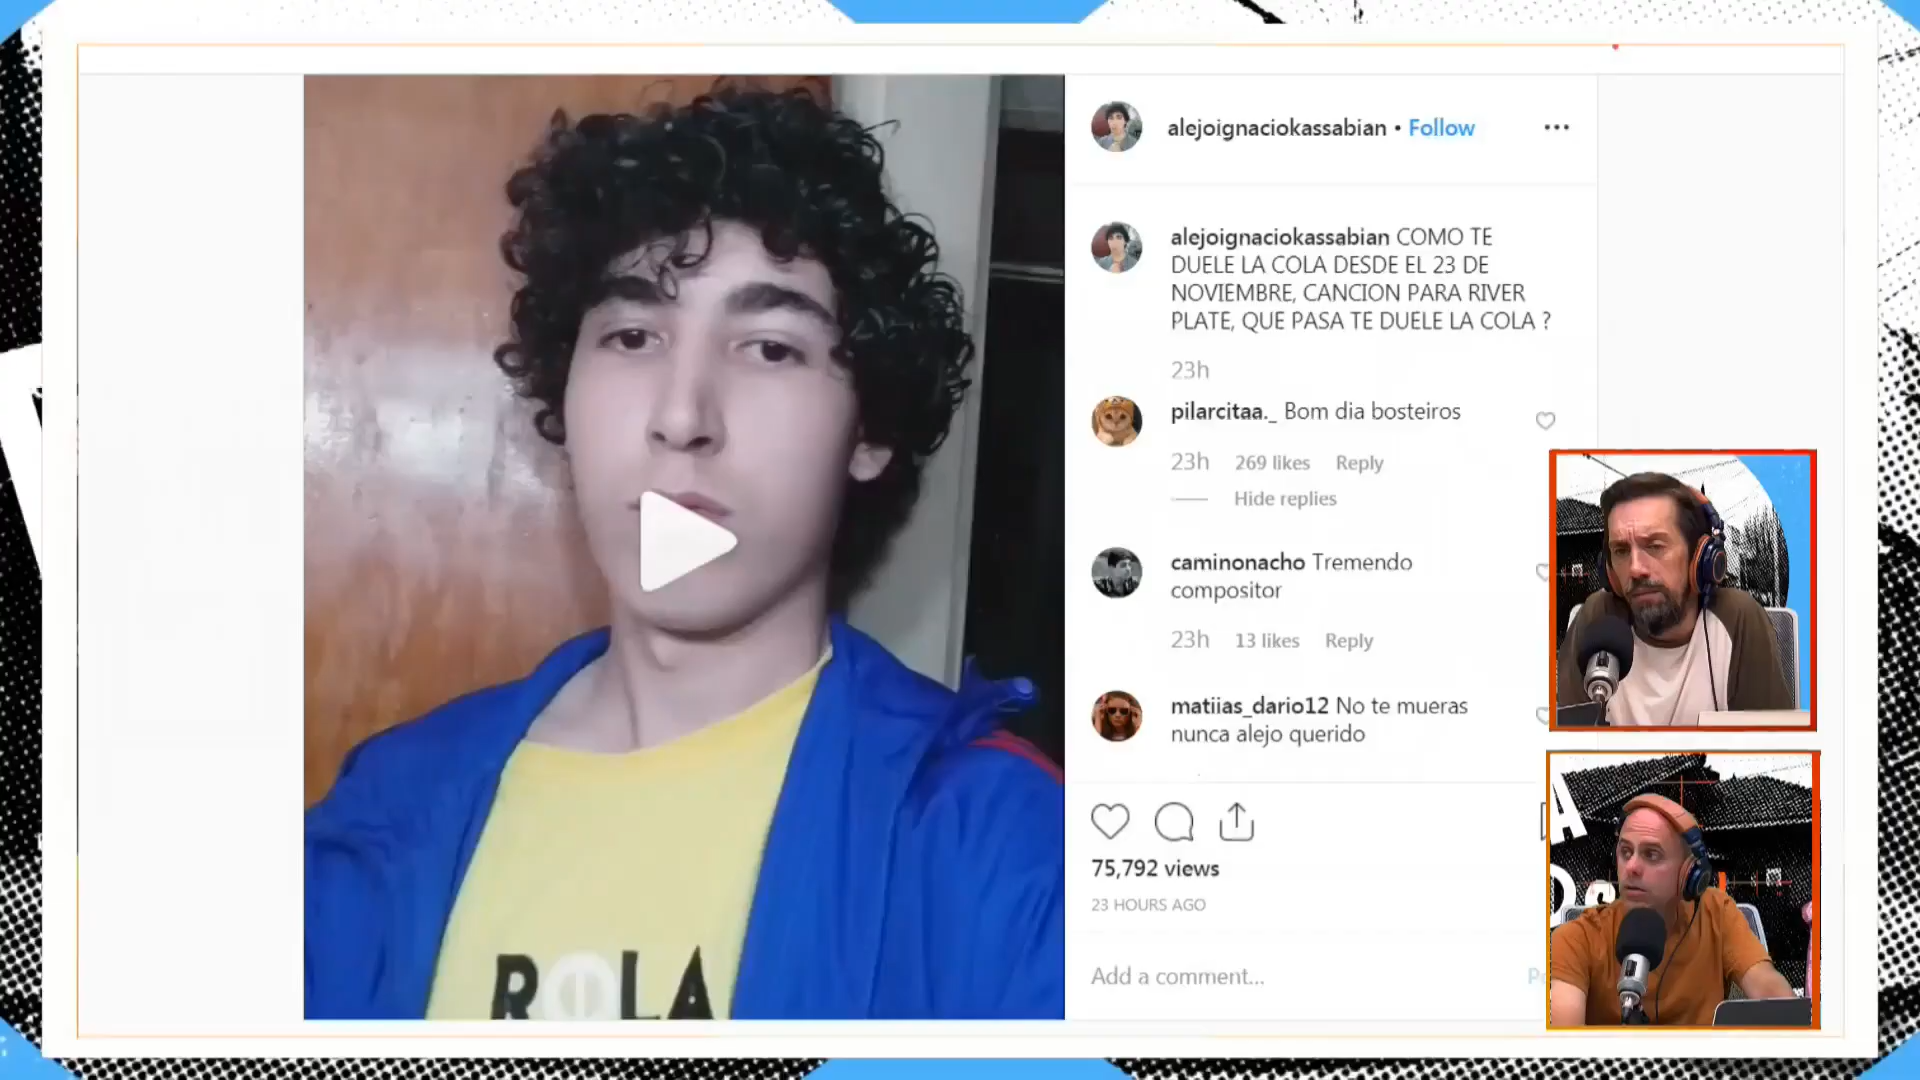 alejoignaciokassabian • Follow
alejoignaciokassabian COMO TE
DUELE LA COLA DESDE EL 23 DE
NOVIEMBRE, CANCION PARA RIVER
PLATE, QUE PASA TE DUELE LA COLA ?
23h
pilarcitaa._ Bom dia bosteiros
23h 269 likes Reply
Hide replies
caminonacho Tremendo
compositor
23h 13 likes Reply
matiias_dario12 No te mueras
nunca alejo querido
75,792 views
23 HOURS AGO
Add a comment...
ROLA